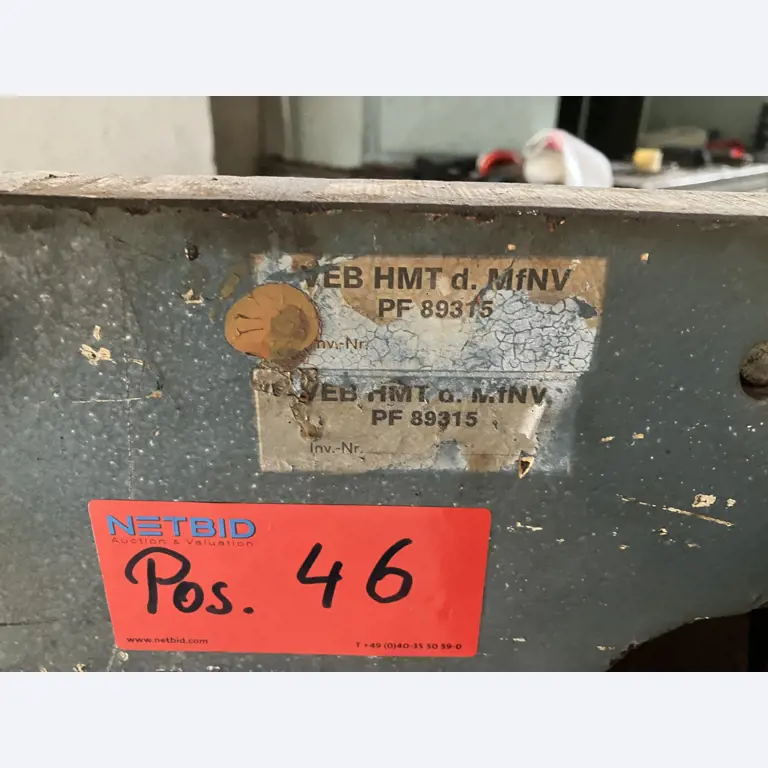 VEB HMT d. MfNV
PF 89315
Inv.-Nr.
VEB HMT d. MfNV
PF 89315
Inv.-Nr.
NETBID
Auction & Valuation
Pos. 46
www.netbid.com
T +49 (0)40-35 50 59-0